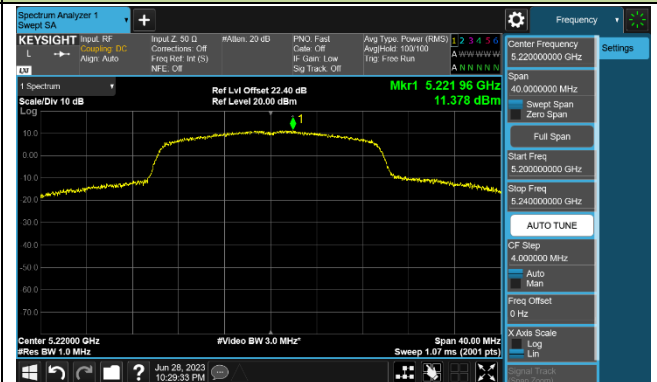 Spectrum Analyzer 1
Swept SA
+
Frequency
KEYSIGHT
L
Input: RF
Coupling: DC
Align: Auto
Input Z: 50 Ω
Corrections: Off
Freq Ref: Int (S)
NFE: Off
#Atten: 20 dB
PNO: Fast
Gate: Off
IF Gain: Low
Sig Track: Off
Avg Type: Power (RMS)
Avg|Hold: 100/100
Trig: Free Run
1 2 3 4 5 6
A W W W W W
A N N N N N
LXI
1 Spectrum
Scale/Div 10 dB
Log
Ref Lvl Offset 22.40 dB
Ref Level 20.00 dBm
Mkr1 5.221 96 GHz
11.378 dBm
1
10.0
0.00
10.0
20.0
30.0
40.0
50.0
60.0
70.0
Center 5.22000 GHz
#Res BW 1.0 MHz
#Video BW 3.0 MHz*
Span 40.00 MHz
Sweep 1.07 ms (2001 pts)
Center Frequency
5.220000000 GHz
Settings
Span
40.0000000 MHz
Swept Span
Zero Span
Full Span
Start Freq
5.200000000 GHz
Stop Freq
5.240000000 GHz
AUTO TUNE
CF Step
4.000000 MHz
Auto
Man
Freq Offset
0 Hz
X Axis Scale
Log
Lin
Signal Track
(Span Zoom)
?
Jun 28, 2023
10:29:33 PM